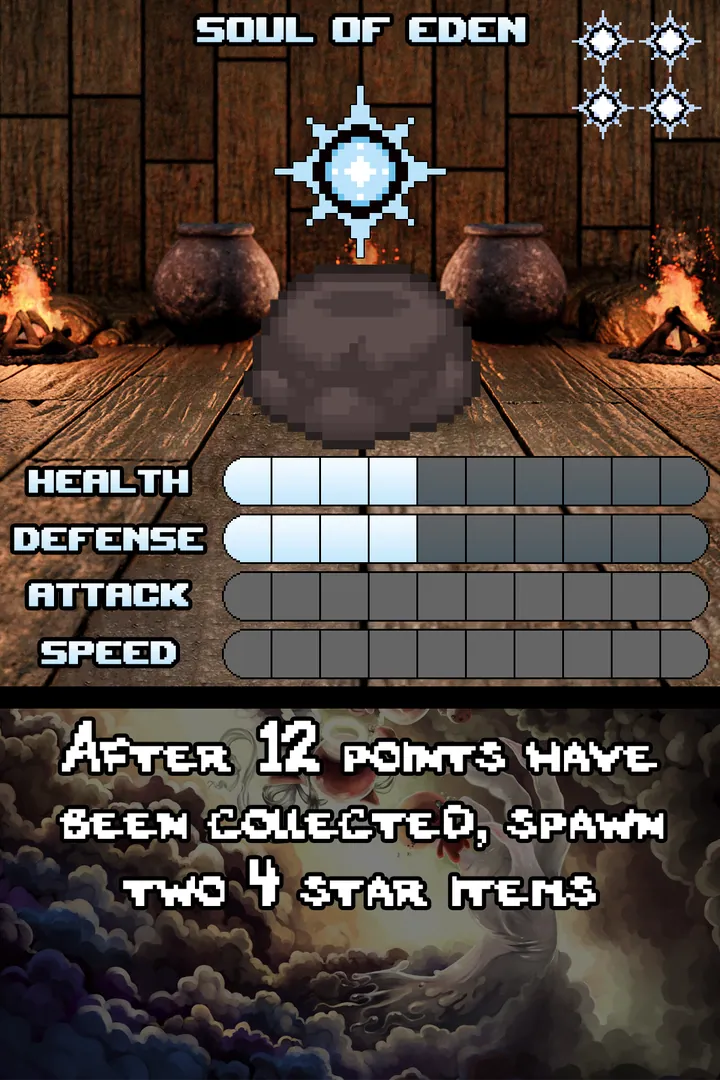 SOUL OF EDEN
HEALTH
DEFENSE
ATTACK
SPEED
After 12 points have
been collected, spawn
two 4 star items